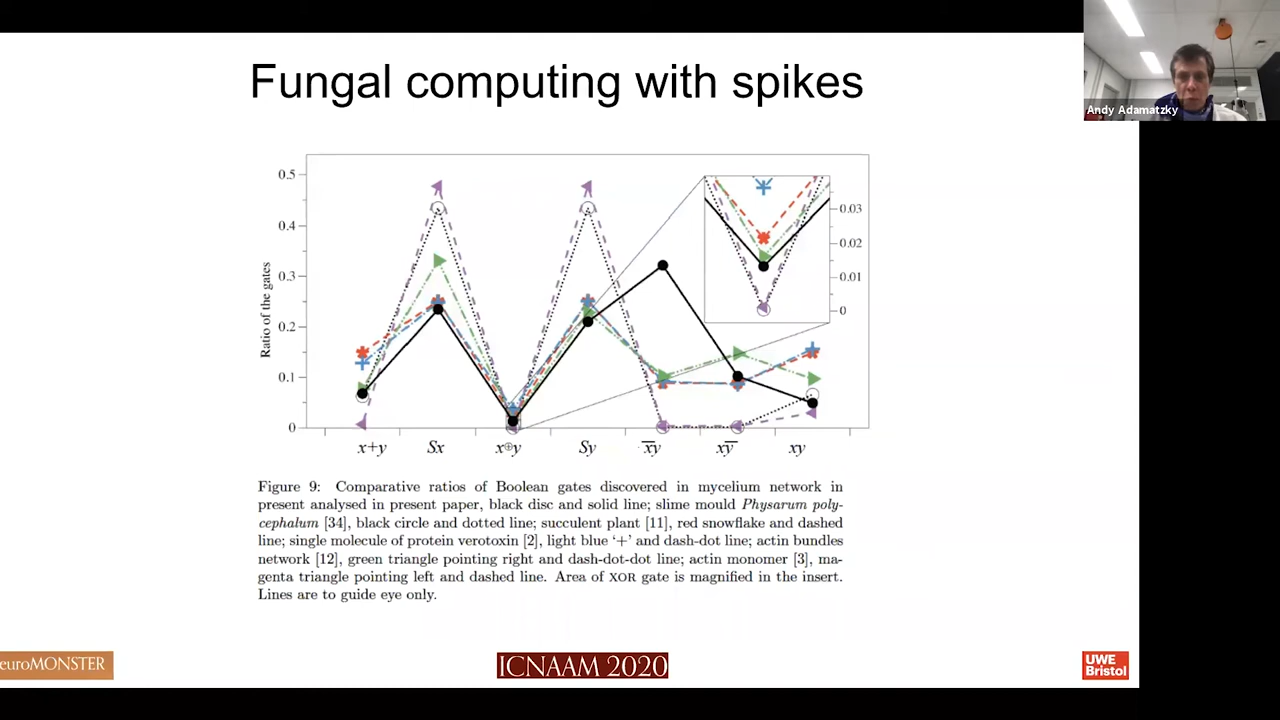 Fungal computing with spikes
Andy Adamatzky
0.5
0.4
0.3
0.2
0.1
0
Ratio of the gates
0.03
0.02
0.01
0
x+y Sx x⊕y Sy x̅y xy̅ xy
Figure 9: Comparative ratios of Boolean gates discovered in mycelium network in
present analysed in present paper, black disc and solid line; slime mould Physarum poly-
cephalum [34], black circle and dotted line; succulent plant [11], red snowflake and dashed
line; single molecule of protein verotoxin [2], light blue ‘+’ and dash-dot line; actin bundles
network [12], green triangle pointing right and dash-dot-dot line; actin monomer [3], ma-
genta triangle pointing left and dashed line. Area of XOR gate is magnified in the insert.
Lines are to guide eye only.
euroMONSTER
ICNAAM 2020
UWE
Bristol